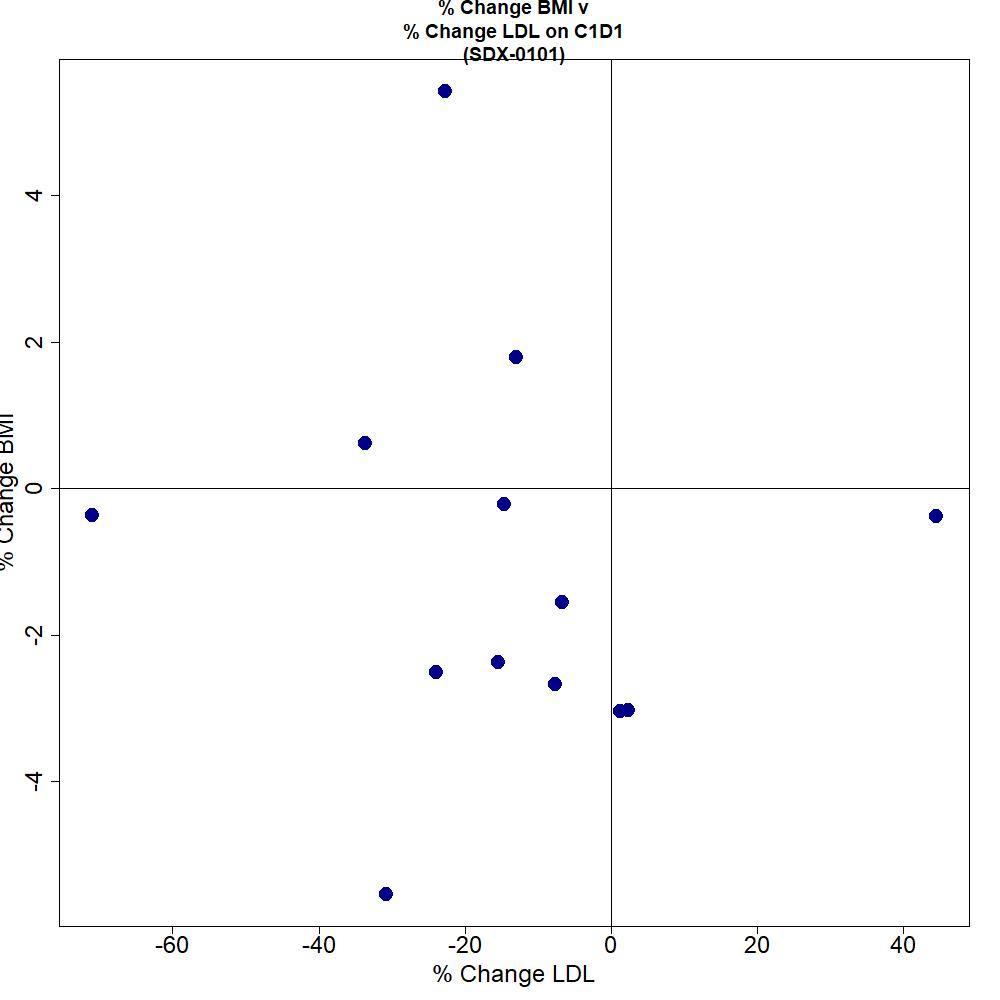 % Change BMI v
% Change LDL on C1D1
(SDX-0101)
% Change BMI
4
2
0
-2
-4
-60 -40 -20 0 20 40
% Change LDL